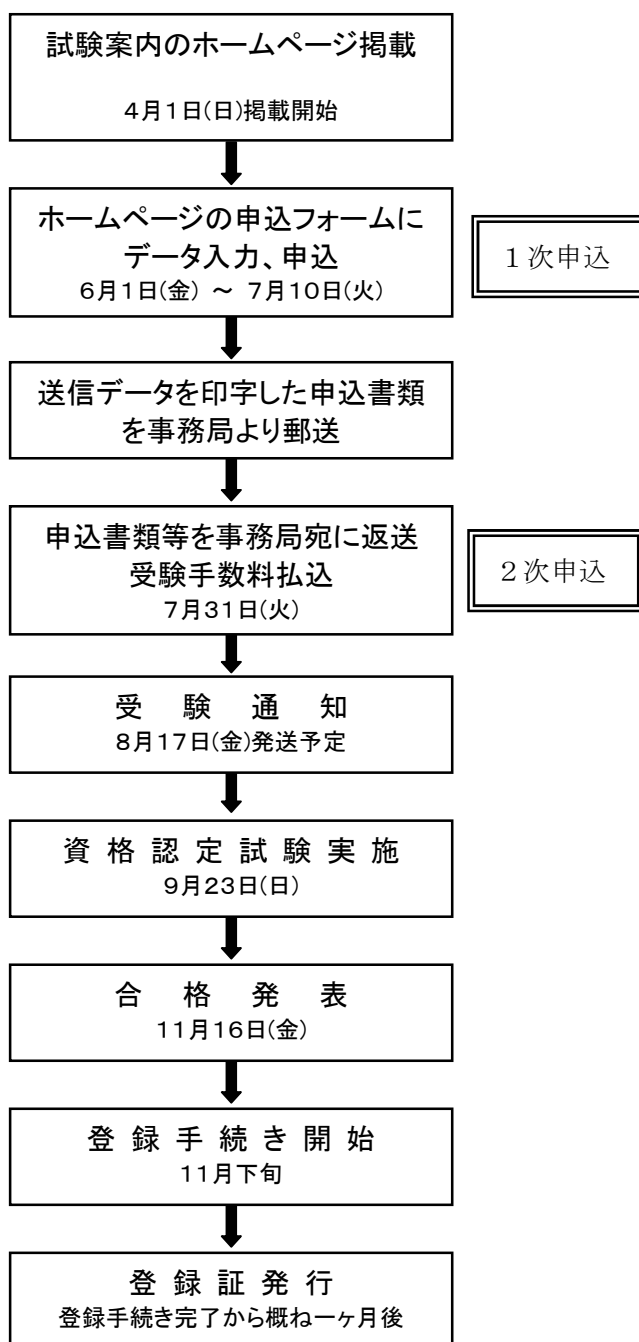 試験案内のホームページ掲載
4月1日(日)掲載開始
ホームページの申込フォームに
データ入力、申込
6月1日(金) ～ 7月10日(火)
1次申込
送信データを印字した申込書類
を事務局より郵送
申込書類等を事務局宛に返送
受験手数料払込
7月31日(火)
2次申込
受 験 通 知
8月17日(金)発送予定
資 格 認 定 試 験 実 施
9月23日(日)
合 格 発 表
11月16日(金)
登 録 手 続 き 開 始
11月下旬
登 録 証 発 行
登録手続き完了から概ね一ヶ月後